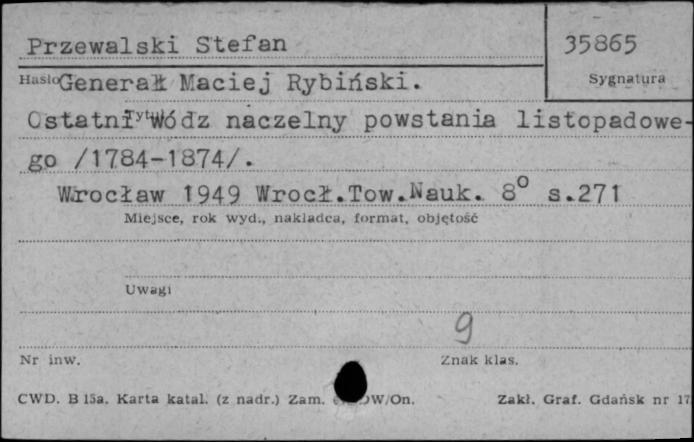 Przewalski Stefan
35865
Hasło Generał Maciej Rybiński.
Sygnatura
Ostatni Wódz naczelny powstania listopadowe-
go /1784-1874/.
Wrocław 1949 Wrocł.Tow.Nauk. 8° s.271
Miejsce, rok wyd., nakładca, format, objętość
Uwagi
9
Nr inw.
Znak klas.
CWD. B 15a. Karta katal. (z nadr.) Zam. OW/On.
Zakł. Graf. Gdańsk nr 17